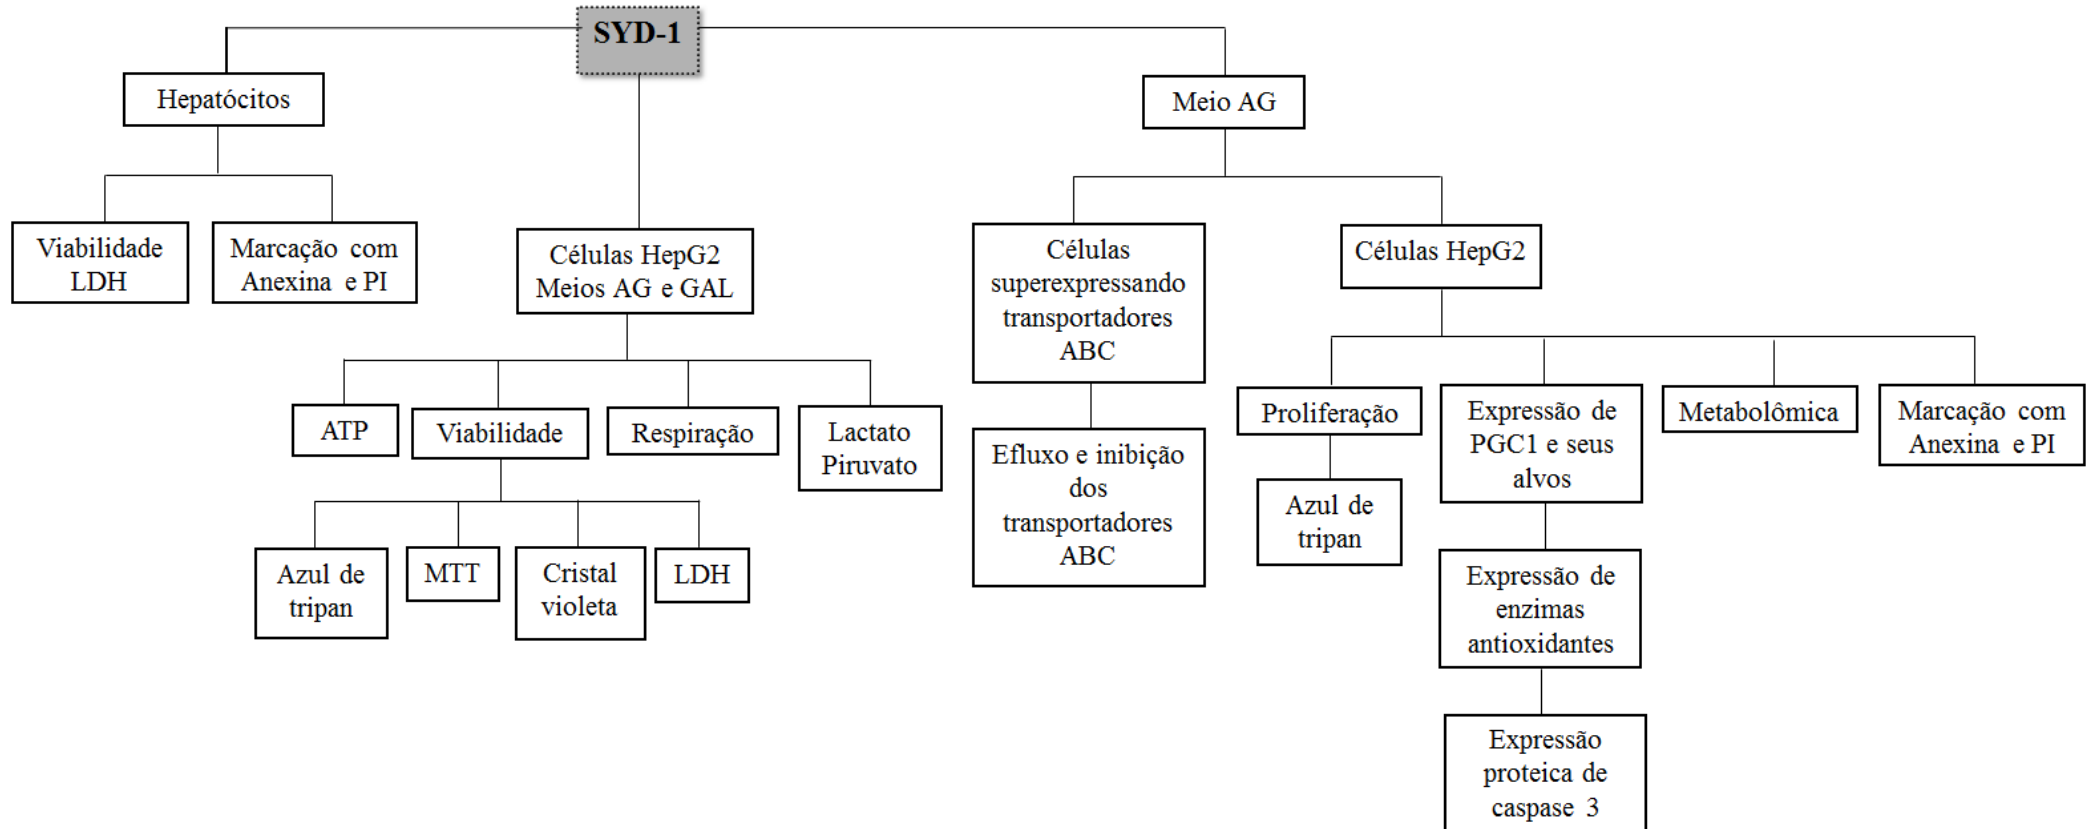 SYD-1
Hepatócitos
Meio AG
Viabilidade
LDH
Marcação com
Anexina e PI
Células HepG2
Meios AG e GAL
Células
superexpressando
transportadores
ABC
Células HepG2
ATP
Viabilidade
Respiração
Lactato
Piruvato
Efluxo e inibição
dos
transportadores
ABC
Proliferação
Expressão de
PGC1 e seus
alvos
Metabolômica
Marcação com
Anexina e PI
Azul de
tripan
MTT
Cristal
violeta
LDH
Azul de
tripan
Expressão de
enzimas
antioxidantes
Expressão
proteica de
caspase 3